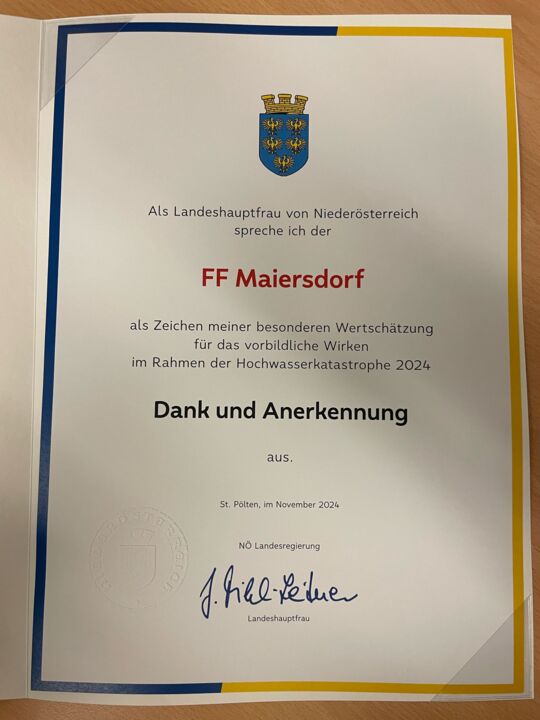 Als Landeshauptfrau von Niederösterreich
spreche ich der
FF Maiersdorf
als Zeichen meiner besonderen Wertschätzung
für das vorbildliche Wirken
im Rahmen der Hochwasserkatastrophe 2024
Dank und Anerkennung
aus.
St. Pölten, im November 2024
NÖ Landesregierung
J. Mikl-Leitner
Landeshauptfrau